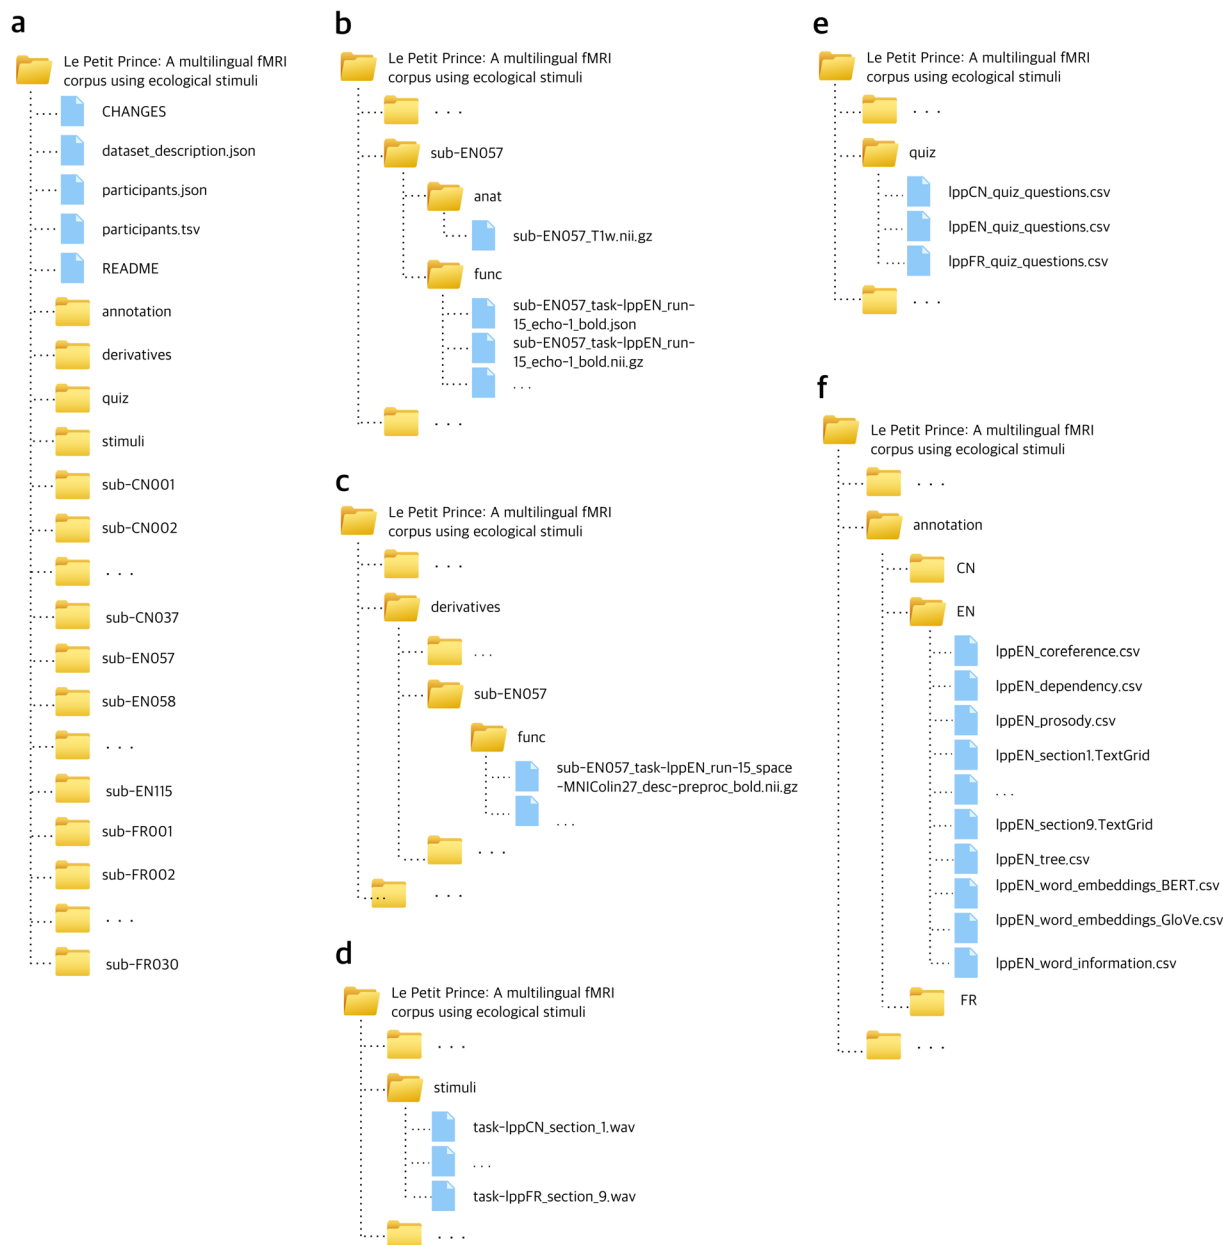 a
Le Petit Prince: A multilingual fMRI
corpus using ecological stimuli
CHANGES
dataset_description.json
participants.json
participants.tsv
README
annotation
derivatives
quiz
stimuli
sub-CN001
sub-CN002
. . .
sub-CN037
sub-EN057
sub-EN058
. . .
sub-EN115
sub-FR001
sub-FR002
. . .
sub-FR030
b
Le Petit Prince: A multilingual fMRI
corpus using ecological stimuli
. . .
sub-EN057
anat
sub-EN057_T1w.nii.gz
func
sub-EN057_task-lppEN_run-
15_echo-1_bold.json
sub-EN057_task-lppEN_run-
15_echo-1_bold.nii.gz
. . .
. . .
c
Le Petit Prince: A multilingual fMRI
corpus using ecological stimuli
. . .
derivatives
. . .
sub-EN057
func
sub-EN057_task-lppEN_run-15_space
-MNIColin27_desc-preproc_bold.nii.gz
. . .
. . .
. . .
d
Le Petit Prince: A multilingual fMRI
corpus using ecological stimuli
. . .
stimuli
task-lppCN_section_1.wav
. . .
task-lppFR_section_9.wav
. . .
e
Le Petit Prince: A multilingual fMRI
corpus using ecological stimuli
. . .
quiz
lppCN_quiz_questions.csv
lppEN_quiz_questions.csv
lppFR_quiz_questions.csv
. . .
f
Le Petit Prince: A multilingual fMRI
corpus using ecological stimuli
. . .
annotation
CN
EN
lppEN_coreference.csv
lppEN_dependency.csv
lppEN_prosody.csv
lppEN_section1.TextGrid
. . .
lppEN_section9.TextGrid
lppEN_tree.csv
lppEN_word_embeddings_BERT.csv
lppEN_word_embeddings_GloVe.csv
lppEN_word_information.csv
FR
. . .